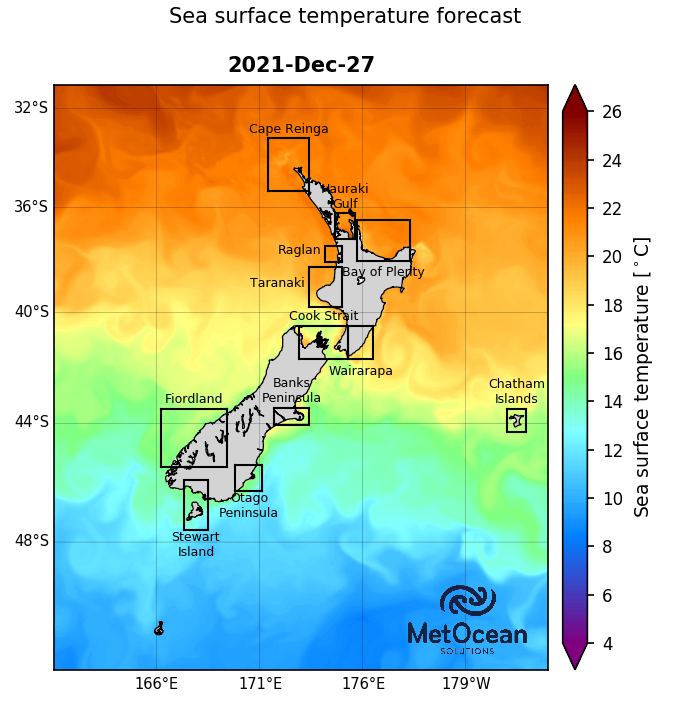 Sea surface temperature forecast
2021-Dec-27
32°S
36°S
40°S
44°S
48°S
166°E
171°E
176°E
179°W
Cape Reinga
Hauraki
Gulf
Raglan
Bay of Plenty
Taranaki
Cook Strait
Wairarapa
Banks
Peninsula
Fiordland
Chatham
Islands
Otago
Peninsula
Stewart
Island
MetOcean
SOLUTIONS
26
24
22
20
18
16
14
12
10
8
6
4
Sea surface temperature [°C]